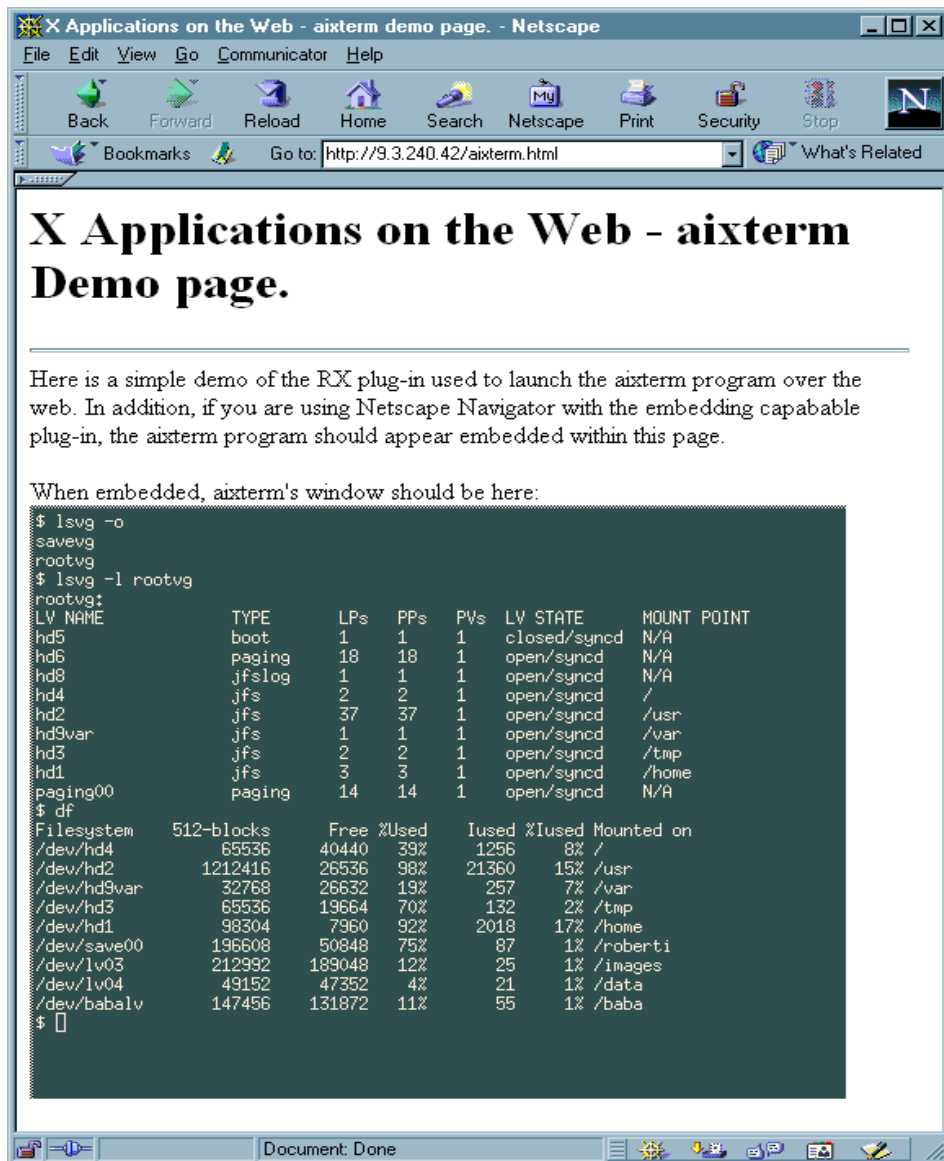 X Applications on the Web - aixterm demo page. - Netscape
File Edit View Go Communicator Help
Back Forward Reload Home Search My Netscape Print Security Stop N
Bookmarks Go to: http://9.3.240.42/aixterm.html What's Related
X Applications on the Web - aixterm
Demo page.
Here is a simple demo of the RX plug-in used to launch the aixterm program over the
web. In addition, if you are using Netscape Navigator with the embedding capabable
plug-in, the aixterm program should appear embedded within this page.
When embedded, aixterm's window should be here:
$ lsvg -o
savevg
rootvg
$ lsvg -l rootvg
rootvg:
LV NAME TYPE LPs PPs PVs LV STATE MOUNT POINT
hd5 boot 1 1 1 closed/syncd N/A
hd6 paging 18 18 1 open/syncd N/A
hd8 jfslog 1 1 1 open/syncd N/A
hd4 jfs 2 2 1 open/syncd /
hd2 jfs 37 37 1 open/syncd /usr
hd9var jfs 1 1 1 open/syncd /var
hd3 jfs 2 2 1 open/syncd /tmp
hd1 jfs 3 3 1 open/syncd /home
paging00 paging 14 14 1 open/syncd N/A
$ df
Filesystem 512-blocks Free %Used Iused %Iused Mounted on
/dev/hd4 65536 40440 39% 1256 8% /
/dev/hd2 1212416 26536 98% 21360 15% /usr
/dev/hd9var 32768 26632 19% 257 7% /var
/dev/hd3 65536 19664 70% 132 2% /tmp
/dev/hd1 98304 7960 92% 2018 17% /home
/dev/save00 196608 50848 75% 87 1% /roberti
/dev/lv03 212992 189048 12% 25 1% /images
/dev/lv04 49152 47352 4% 21 1% /data
/dev/babalv 147456 131872 11% 55 1% /baba
$
Document: Done